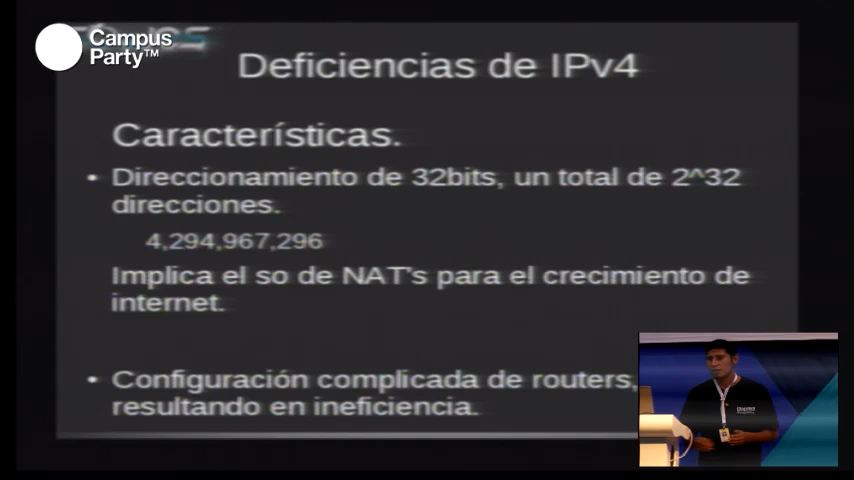 Campus
Party™
Deficiencias de IPv4
Características.
• Direccionamiento de 32bits, un total de 2^32
direcciones.
4,294,967,296
Implica el so de NAT's para el crecimiento de
internet.
• Configuración complicada de routers,
resultando en ineficiencia.